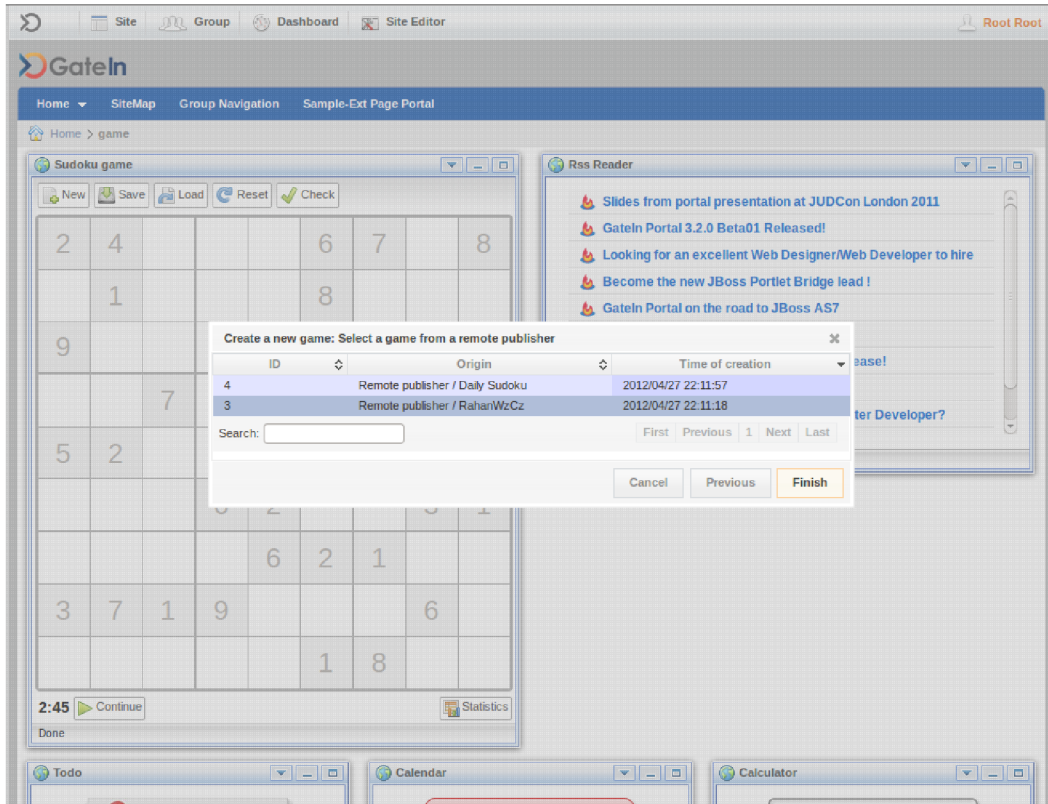 Site Group Dashboard Site Editor Root Root
GateIn
Home SiteMap Group Navigation Sample-Ext Page Portal
Home > game
Sudoku game
New Save Load Reset Check
2 4 6 7 8
1 8
9
7
5 2
6 2 1
3 7 1 9 6
1 8
2:45 Continue Statistics
Done
Rss Reader
Slides from portal presentation at JUDCon London 2011
GateIn Portal 3.2.0 Beta01 Released!
Looking for an excellent Web Designer/Web Developer to hire
Become the new JBoss Portlet Bridge lead !
GateIn Portal on the road to JBoss AS7
Developer?
Create a new game: Select a game from a remote publisher
ID Origin Time of creation
4 Remote publisher / Daily Sudoku 2012/04/27 22:11:57
3 Remote publisher / RahanWzCz 2012/04/27 22:11:18
Search: First Previous 1 Next Last
Cancel Previous Finish
Todo Calendar Calculator